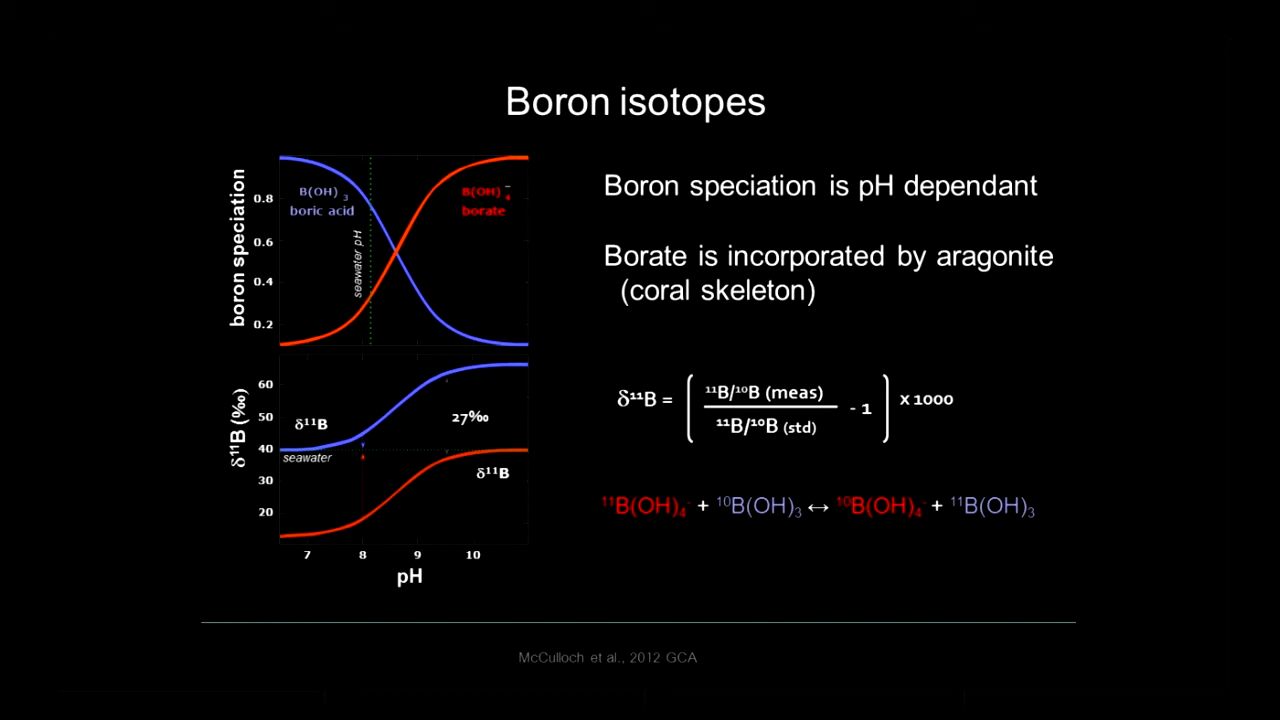 Boron isotopes
boron speciation
0.8
0.6
0.4
0.2
B(OH)₃
boric acid
seawater pH
B(OH)₄⁻
borate
δ¹¹B (‰)
60
50
40
30
20
δ¹¹B
27‰
seawater
δ¹¹B
7 8 9 10
pH
Boron speciation is pH dependant
Borate is incorporated by aragonite
(coral skeleton)
δ¹¹B = ( ¹¹B/¹⁰B (meas) / ¹¹B/¹⁰B (std) - 1 ) x 1000
¹¹B(OH)₄⁻ + ¹⁰B(OH)₃ ↔ ¹⁰B(OH)₄⁻ + ¹¹B(OH)₃
McCulloch et al., 2012 GCA